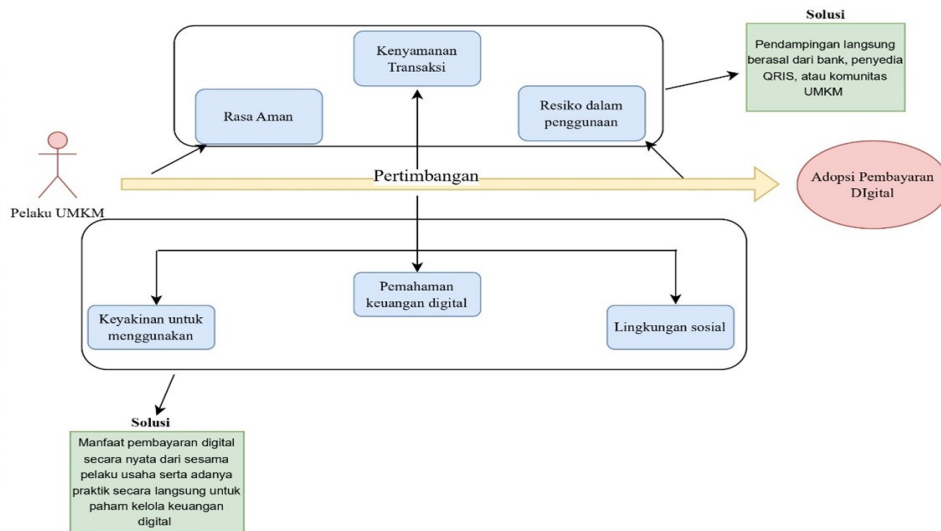 Solusi
Pendampingan langsung
berasal dari bank, penyedia
QRIS, atau komunitas
UMKM
Kenyamanan
Transaksi
Rasa Aman
Resiko dalam
penggunaan
Pertimbangan
Pelaku UMKM
Adopsi Pembayaran
DIgital
Keyakinan untuk
menggunakan
Pemahaman
keuangan digital
Lingkungan sosial
Solusi
Manfaat pembayaran digital
secara nyata dari sesama
pelaku usaha serta adanya
praktik secara langsung untuk
paham kelola keuangan
digital